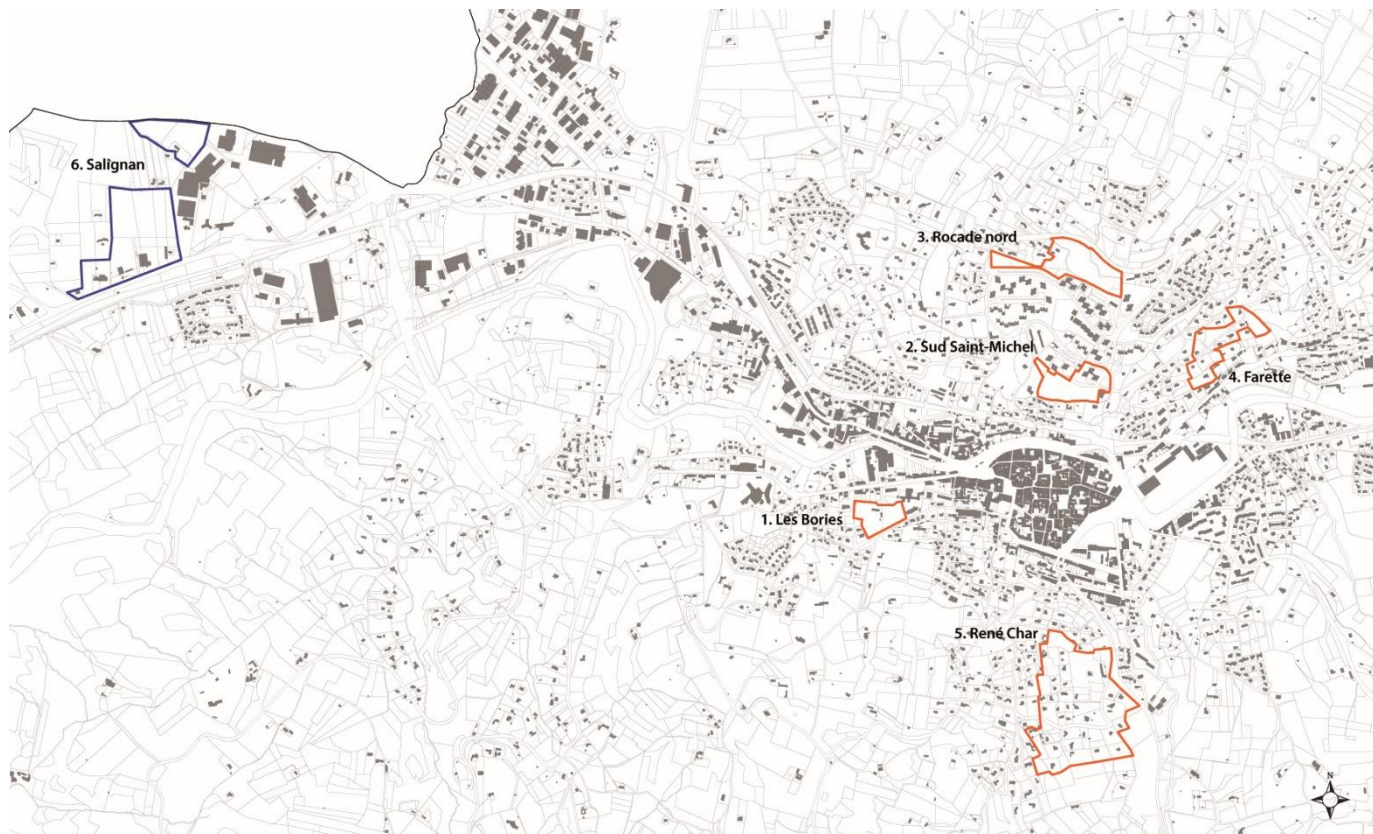 6. Salignan
3. Rocade nord
2. Sud Saint-Michel
4. Farette
1. Les Bories
5. René Char
N